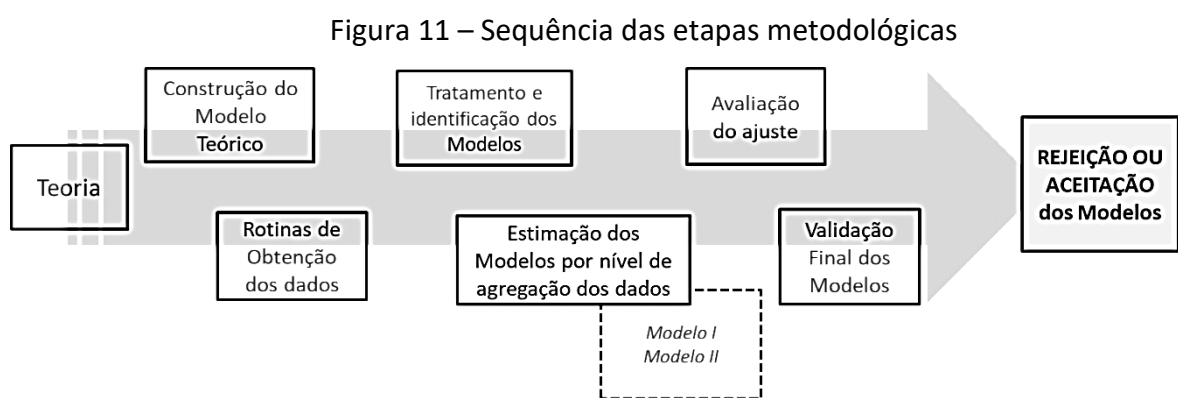 Figura 11 – Sequência das etapas metodológicas
Teoria
Construção do
Modelo
Teórico
Rotinas de
Obtenção
dos dados
Tratamento e
identificação dos
Modelos
Estimação dos
Modelos por nível de
agregação dos dados
Modelo I
Modelo II
Avaliação
do ajuste
Validação
Final dos
Modelos
REJEIÇÃO OU
ACEITAÇÃO
dos Modelos